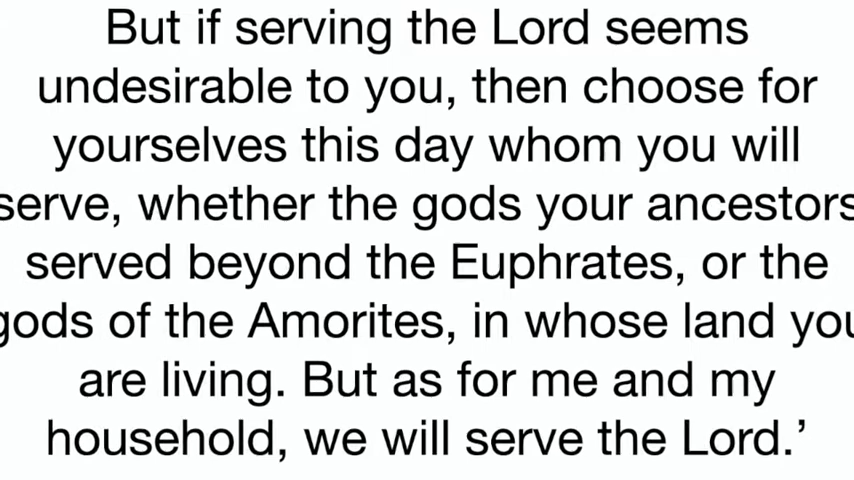 But if serving the Lord seems
undesirable to you, then choose for
yourselves this day whom you will
serve, whether the gods your ancestors
served beyond the Euphrates, or the
gods of the Amorites, in whose land you
are living. But as for me and my
household, we will serve the Lord.’